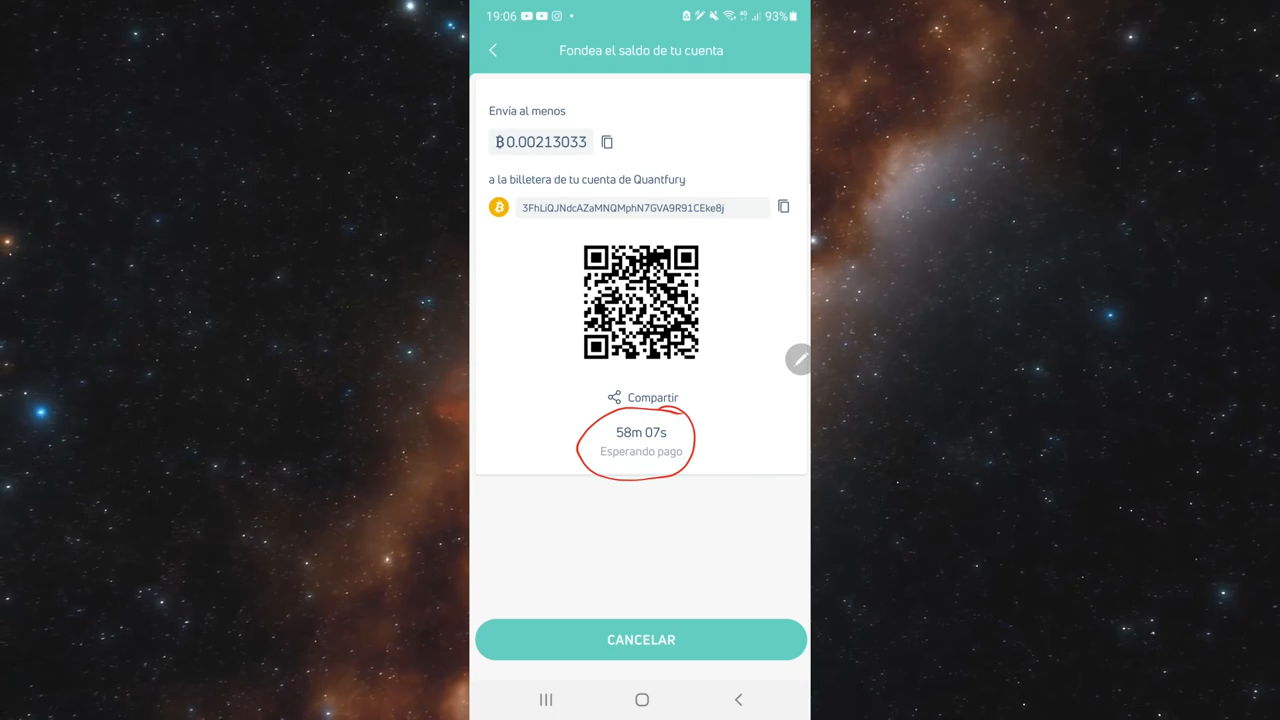 19:06
93%
Fondea el saldo de tu cuenta
Envía al menos
₿0.00213033
a la billetera de tu cuenta de Quantfury
3FhLiQJNdcAZaMNQMphN7GVA9R91CEke8j
Compartir
58m 07s
Esperando pago
CANCELAR